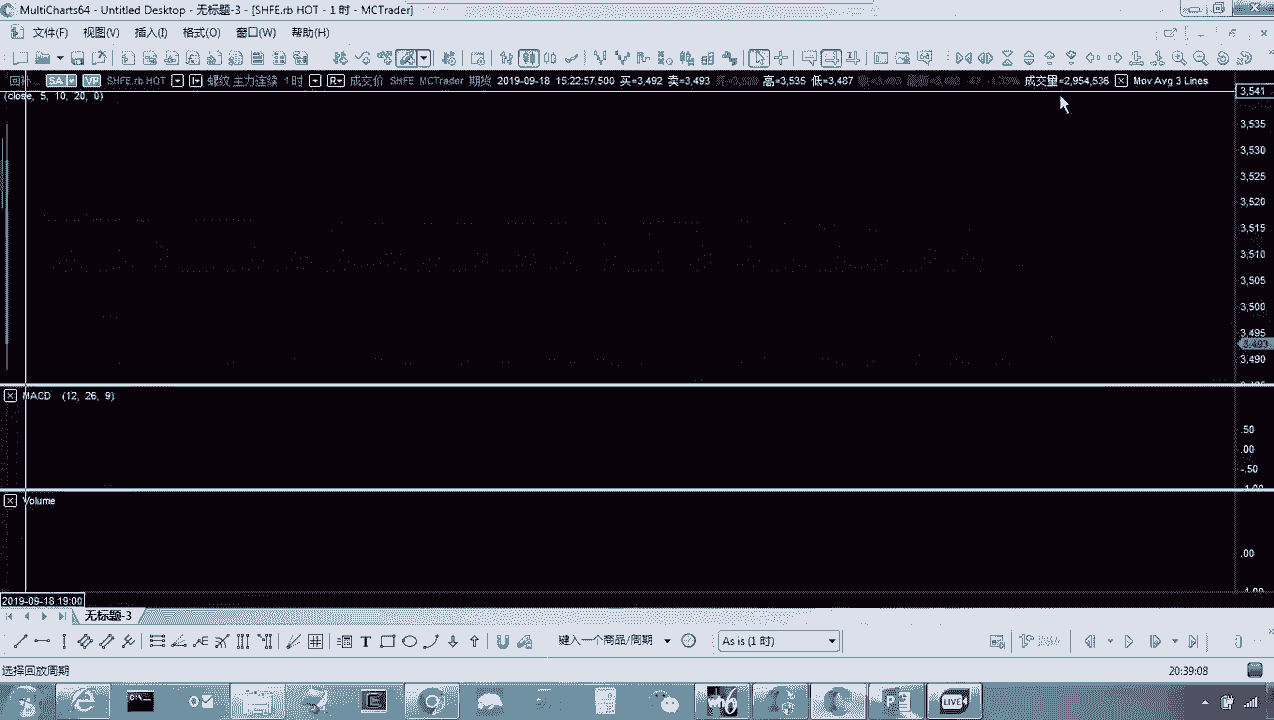 MultiCharts64 - Untitled Desktop - 无标题-3 - [SHFE.rb HOT - 1 时 - MCTrader]
文件(F) 视图(V) 插入(I) 格式(O) 窗口(W) 帮助(H)
SA VP SHFE.rb HOT 螺纹 主力连续 1 时 R 成交价 SHFE MCTrader 期货 2019-09-18 15:22:57.500 买=3,492 卖=3,493 高=3,535 低=3,487 成交量=2,954,536 Mov Avg 3 Lines
(close, 5, 10, 20, 0)
3,541
3,535
3,530
3,525
3,520
3,515
3,510
3,505
3,500
3,495
3,493
3,490
MACD (12, 26, 9)
.50
.00
-.50
Volume
.00
2019-09-18 19:00
无标题-3
T 键入一个商品/周期 As is (1 时)
选择回放周期 20:39:08
LIVE